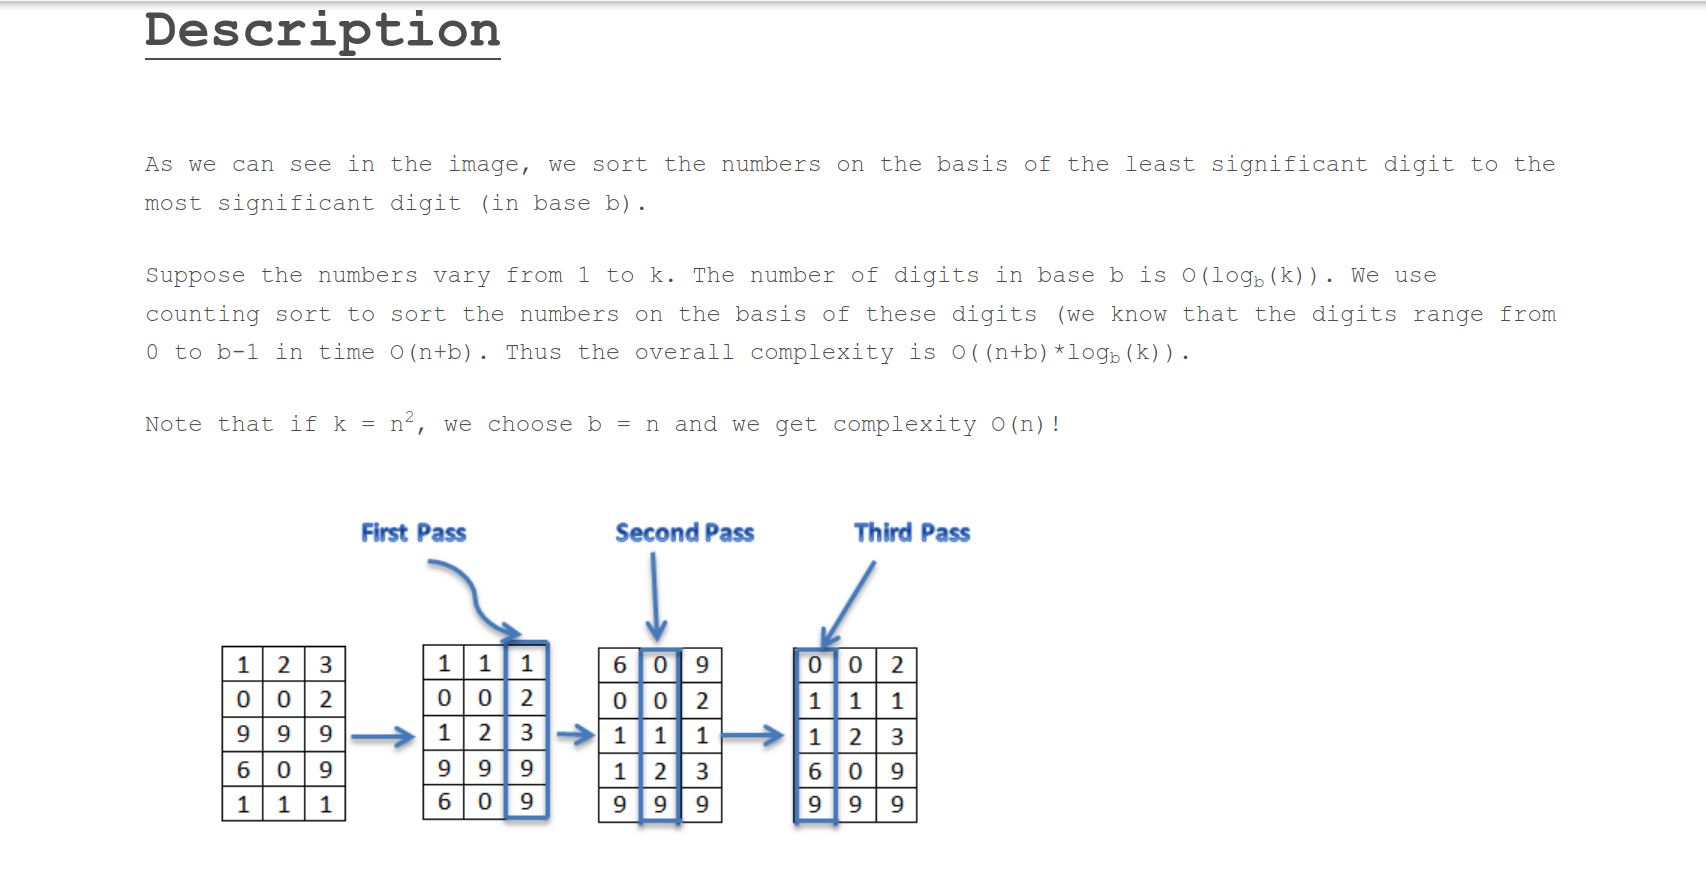 Description
As we can see in the image, we sort the numbers on the basis of the least significant digit to the
most significant digit (in base b).
Suppose the numbers vary from 1 to k. The number of digits in base b is O(log_b(k)). We use
counting sort to sort the numbers on the basis of these digits (we know that the digits range from
0 to b-1 in time O(n+b). Thus the overall complexity is O((n+b)*log_b(k)).
Note that if k = n², we choose b = n and we get complexity O(n)!
First Pass Second Pass Third Pass
1 2 3 1 1 1 6 0 9 0 0 2
0 0 2 0 0 2 0 0 2 1 1 1
9 9 9 1 2 3 1 1 1 1 2 3
6 0 9 9 9 9 1 2 3 6 0 9
1 1 1 6 0 9 9 9 9 9 9 9